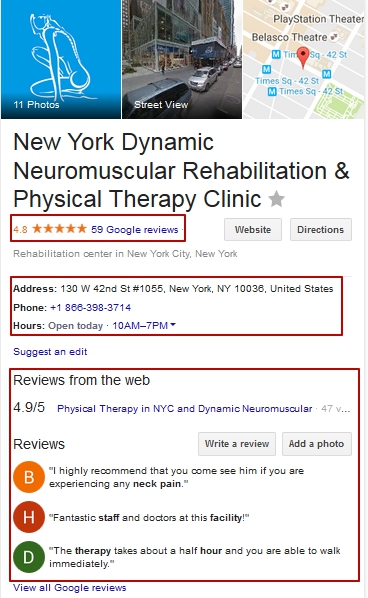 PlayStation Theater
Belasco Theatre
Times Sq - 42 St
Times Sq - 42 St
Times Sq - 42 St
11 Photos
Street View
New York Dynamic
Neuromuscular Rehabilitation &
Physical Therapy Clinic
4.8 ★★★★★ 59 Google reviews
Website
Directions
Rehabilitation center in New York City, New York
Address: 130 W 42nd St #1055, New York, NY 10036, United States
Phone: +1 866-398-3714
Hours: Open today · 10AM–7PM
Suggest an edit
Reviews from the web
4.9/5 Physical Therapy in NYC and Dynamic Neuromuscular · 47 v...
Reviews
Write a review
Add a photo
B
"I highly recommend that you come see him if you are
experiencing any neck pain."
H
"Fantastic staff and doctors at this facility!"
D
"The therapy takes about a half hour and you are able to walk
immediately."
View all Google reviews